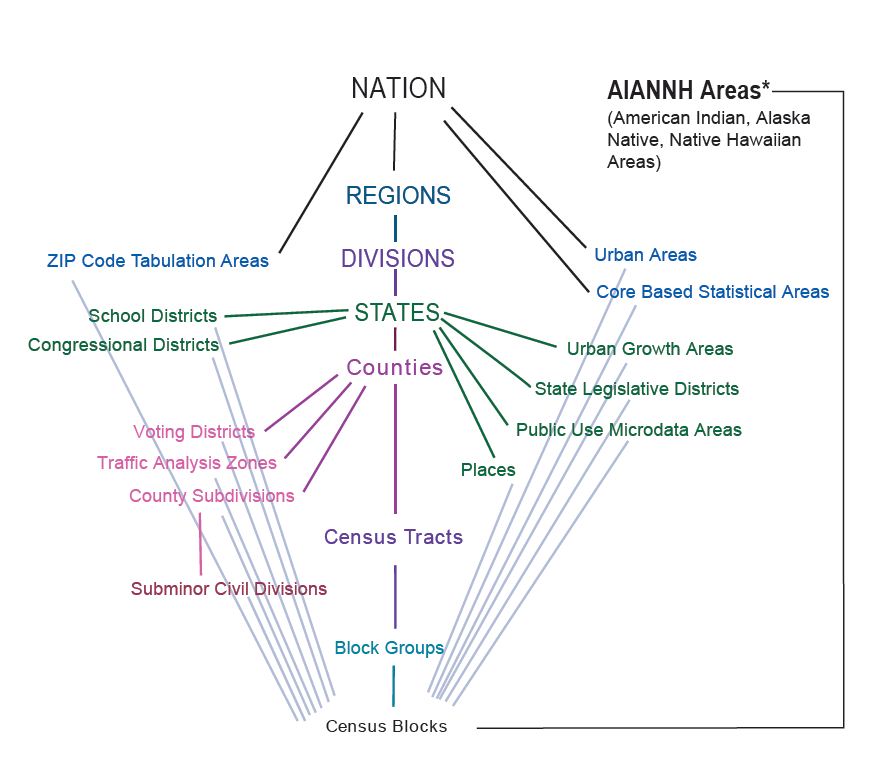 NATION
AIANNH Areas*
(American Indian, Alaska
Native, Native Hawaiian
Areas)
REGIONS
ZIP Code Tabulation Areas
DIVISIONS
Urban Areas
Core Based Statistical Areas
School Districts
STATES
Congressional Districts
Urban Growth Areas
Counties
State Legislative Districts
Voting Districts
Public Use Microdata Areas
Traffic Analysis Zones
Places
County Subdivisions
Census Tracts
Subminor Civil Divisions
Block Groups
Census Blocks